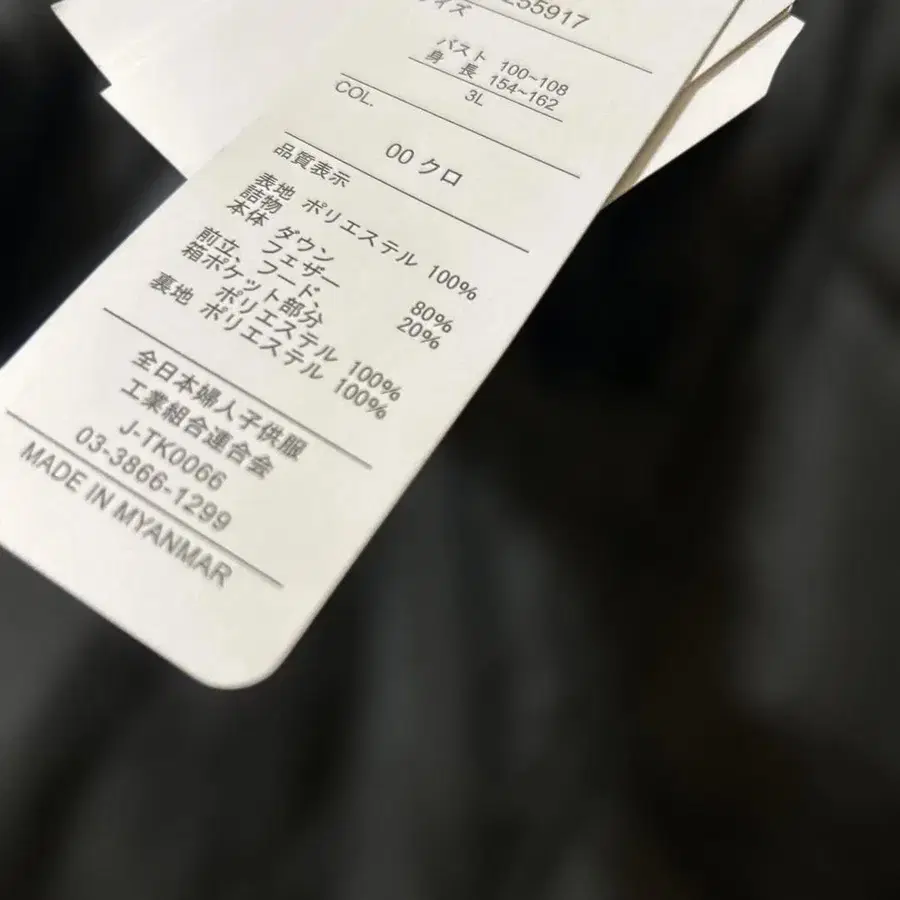 255917
サイズ
バスト 100~108
身 長 154~162
3L
COL.
00 クロ
品質表示
表地 ポリエステル 100%
詰物
本体 ダウン 80%
フェザー 20%
前立、フード、
箱ポケット部分
ポリエステル 100%
裏地 ポリエステル 100%
全日本婦人子供服
工業組合連合会
J-TK0066
03-3866-1299
MADE IN MYANMAR